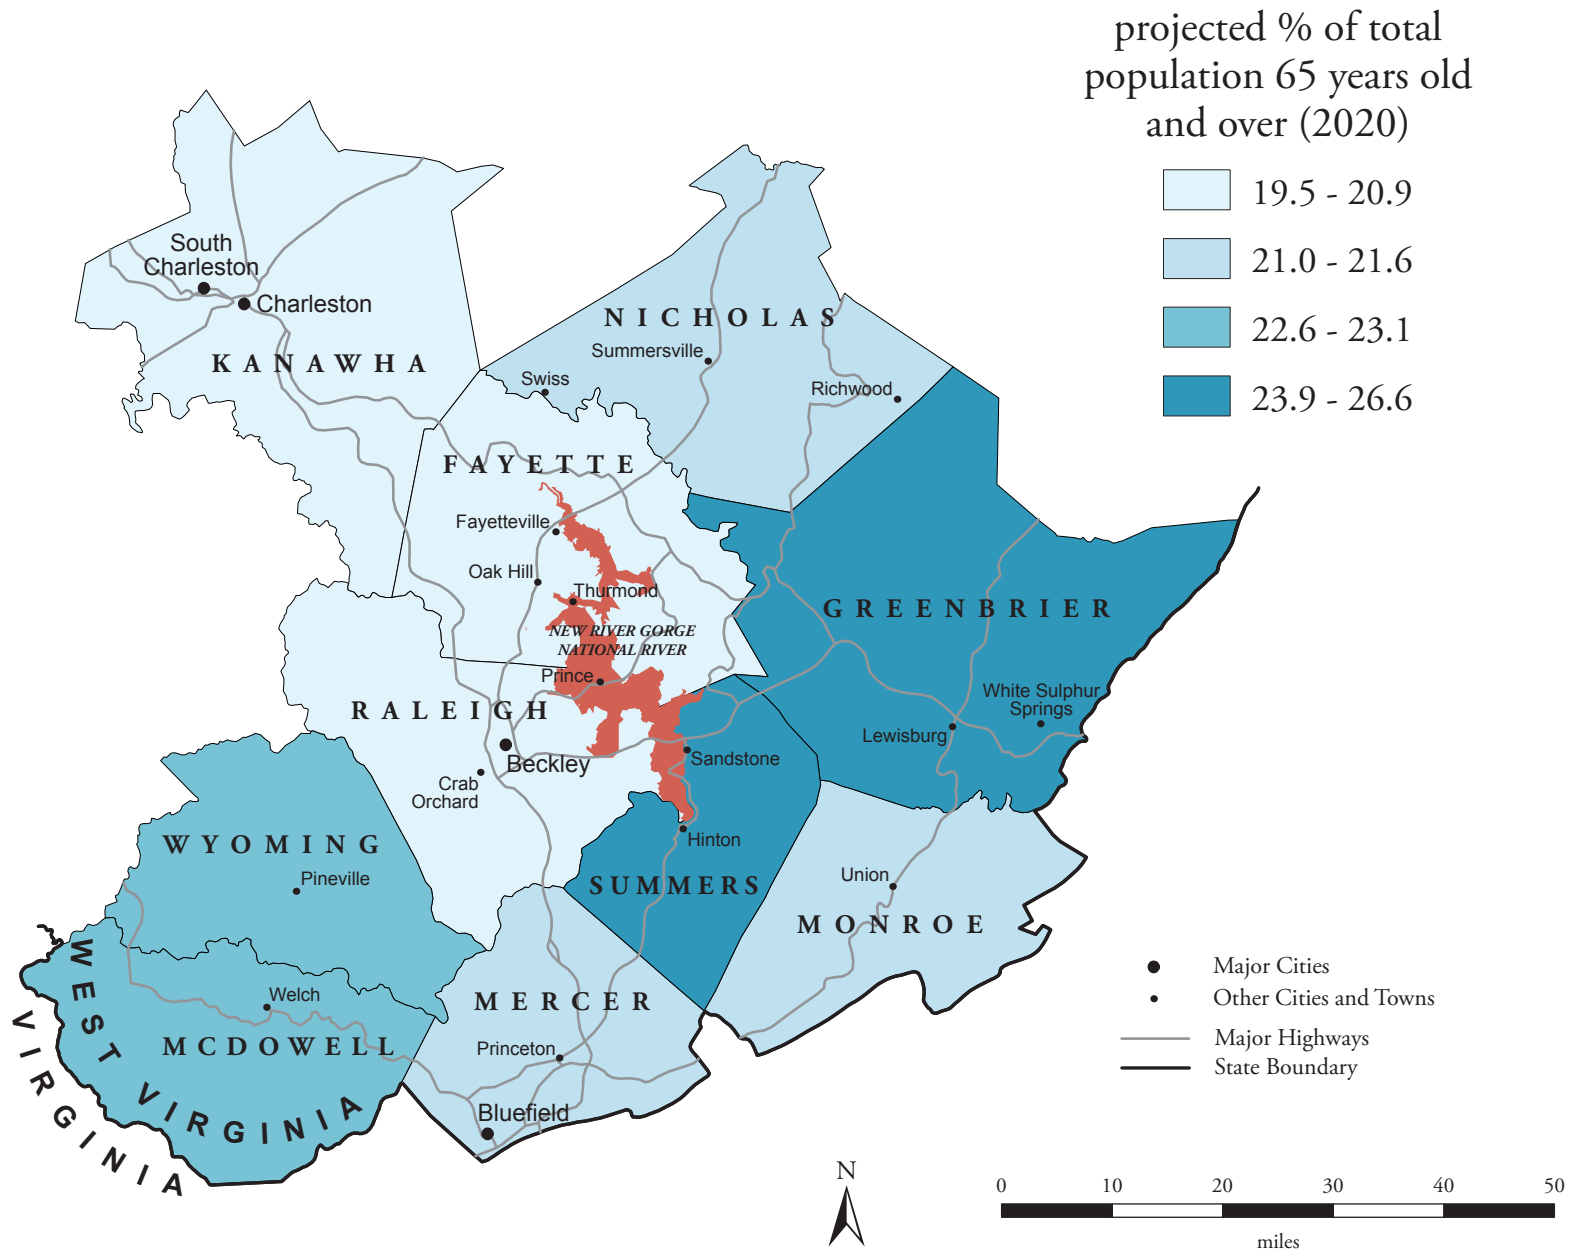 projected % of total
population 65 years old
and over (2020)
19.5 - 20.9
21.0 - 21.6
22.6 - 23.1
23.9 - 26.6
South
Charleston
Charleston
KANAWHA
NICHOLAS
Summersville
Swiss
Richwood
FAYETTE
Fayetteville
Oak Hill
Thurmond
NEW RIVER GORGE
NATIONAL RIVER
Prince
GREENBRIER
White Sulphur
Springs
Lewisburg
RALEIGH
Beckley
Crab
Orchard
Sandstone
Hinton
SUMMERS
WYOMING
Pineville
Union
MONROE
MERCER
Princeton
Bluefield
Welch
MCDOWELL
WEST VIRGINIA
VIRGINIA
Major Cities
Other Cities and Towns
Major Highways
State Boundary
N
0 10 20 30 40 50
miles